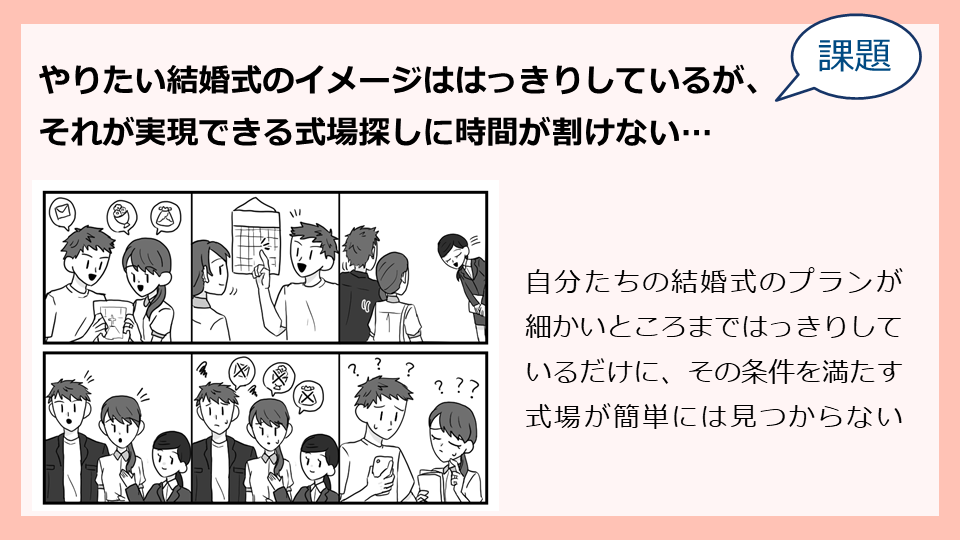 課題
やりたい結婚式のイメージははっきりしているが、
それが実現できる式場探しに時間が割けない…
自分たちの結婚式のプランが
細かいところまではっきりして
いるだけに、その条件を満たす
式場が簡単には見つからない
? ? ?
? ? ? ?